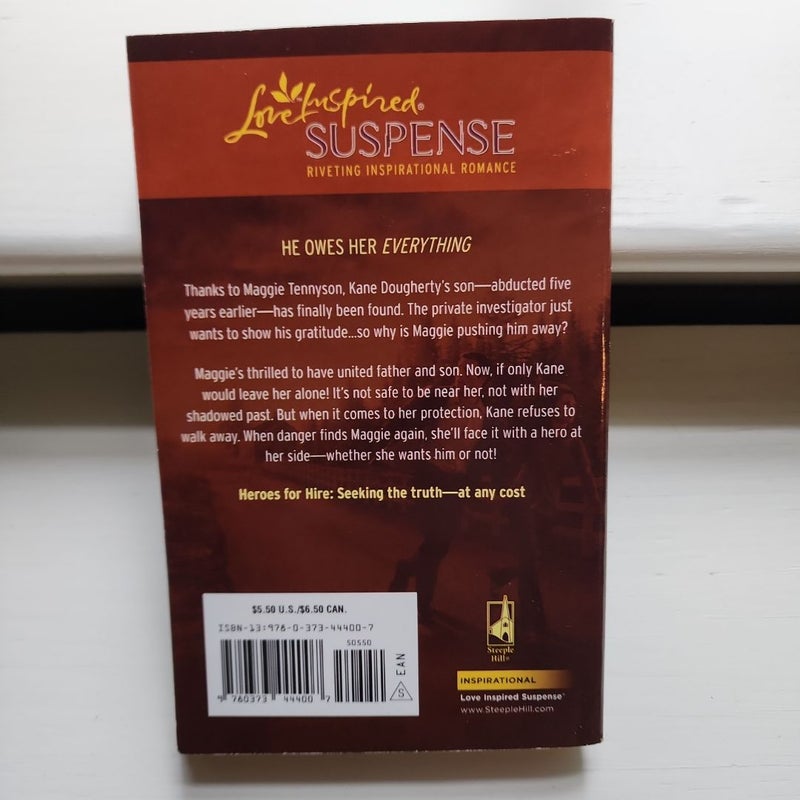 Love Inspired®
SUSPENSE
RIVETING INSPIRATIONAL ROMANCE
HE OWES HER EVERYTHING
Thanks to Maggie Tennyson, Kane Dougherty's son—abducted five
years earlier—has finally been found. The private investigator just
wants to show his gratitude...so why is Maggie pushing him away?
Maggie's thrilled to have united father and son. Now, if only Kane
would leave her alone! It's not safe to be near her, not with her
shadowed past. But when it comes to her protection, Kane refuses to
walk away. When danger finds Maggie again, she'll face it with a hero at
her side—whether she wants him or not!
Heroes for Hire: Seeking the truth—at any cost
$5.50 U.S./$6.50 CAN.
ISBN-13:978-0-373-44400-7
50550
EAN
S
9 780373 44400 7
Steeple
Hill®
INSPIRATIONAL
Love Inspired Suspense®
www.SteepleHill.com